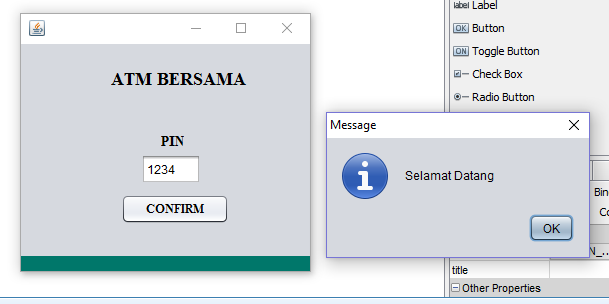 ATM BERSAMA
PIN
1234
CONFIRM
Message
Selamat Datang
OK
label Label
OK Button
ON Toggle Button
Check Box
Radio Button
Bin
Co
title
Other Properties